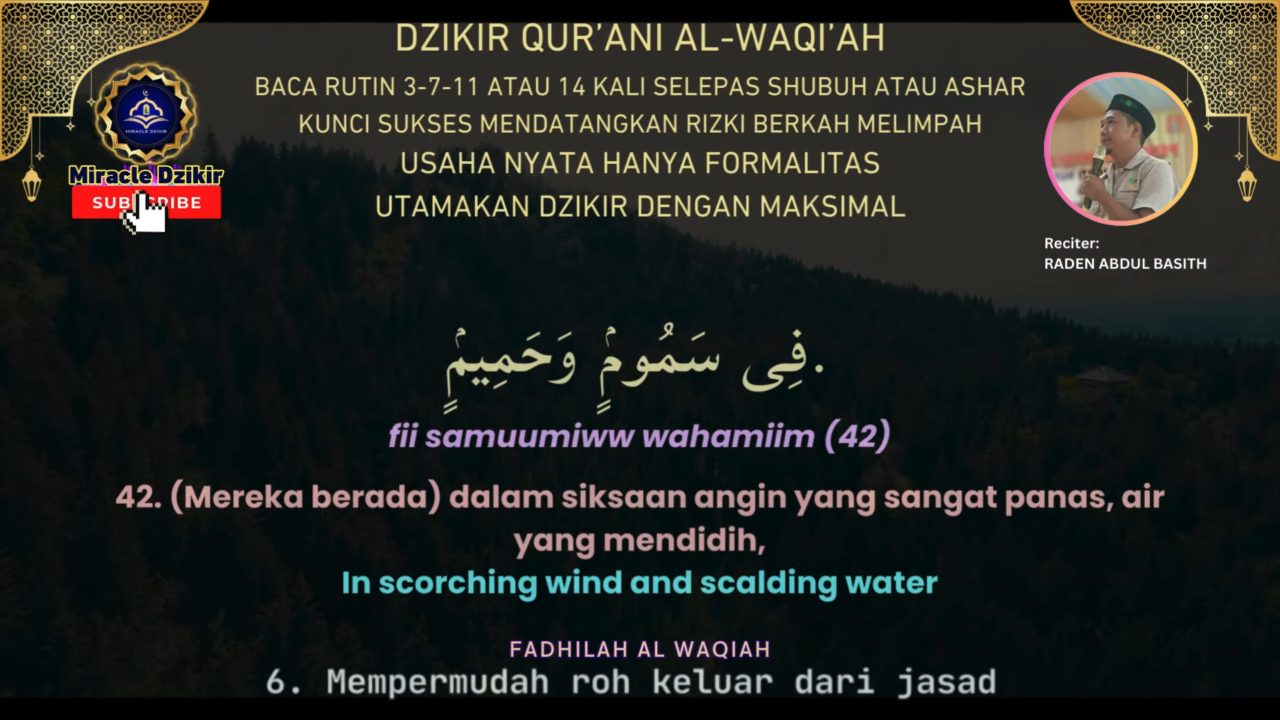 DZIKIR QUR'ANI AL-WAQI'AH
BACA RUTIN 3-7-11 ATAU 14 KALI SELEPAS SHUBUH ATAU ASHAR
KUNCI SUKSES MENDATANGKAN RIZKI BERKAH MELIMPAH
USAHA NYATA HANYA FORMALITAS
UTAMAKAN DZIKIR DENGAN MAKSIMAL
MIRACLE DZIKIR
Miracle Dzikir
Reciter:
RADEN ABDUL BASITH
.فِى سَمُومٍۢ وَحَمِيمٍۢ
fii samuumiww wahamiim (42)
42. (Mereka berada) dalam siksaan angin yang sangat panas, air
yang mendidih,
In scorching wind and scalding water
FADHILAH AL WAQIAH
6. Mempermudah roh keluar dari jasad